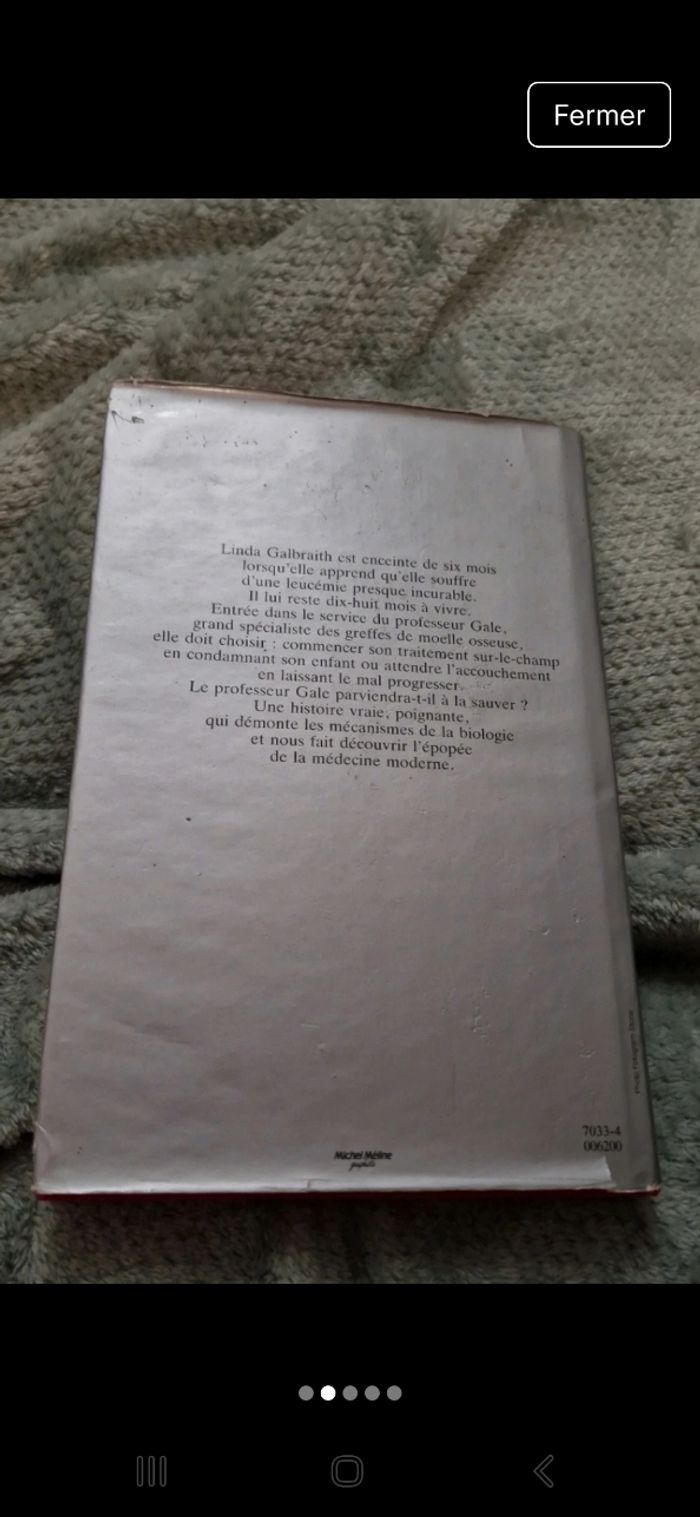 Fermer
Linda Galbraith est enceinte de six mois
lorsqu'elle apprend qu'elle souffre
d'une leucémie presque incurable.
Il lui reste dix-huit mois à vivre.
Entrée dans le service du professeur Gale,
grand spécialiste des greffes de moelle osseuse,
elle doit choisir : commencer son traitement sur-le-champ
en condamnant son enfant ou attendre l'accouchement
en laissant le mal progresser.
Le professeur Gale parviendra-t-il à la sauver ?
Une histoire vraie, poignante,
qui démonte les mécanismes de la biologie
et nous fait découvrir l'épopée
de la médecine moderne.
7033-4
006200
Michel Méline